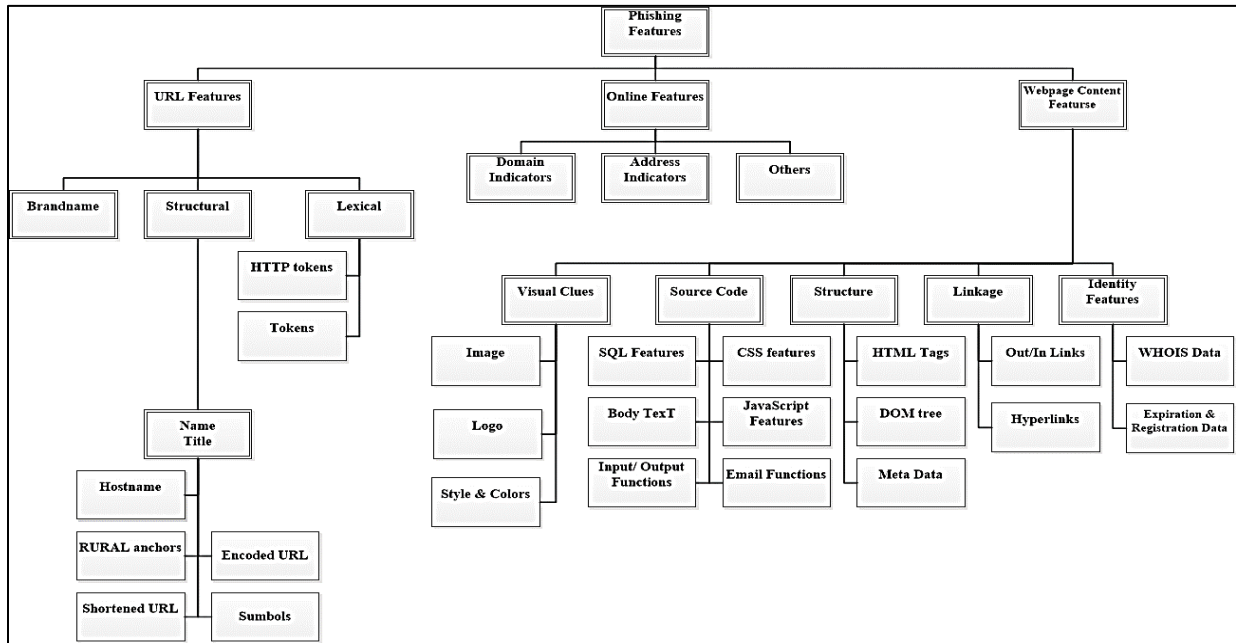 Phishing
Features
URL Features
Online Features
Webpage Content
Featurse
Domain
Indicators
Address
Indicators
Others
Brandname
Structural
Lexical
HTTP tokens
Tokens
Visual Clues
Source Code
Structure
Linkage
Identity
Features
Image
SQL Features
CSS features
HTML Tags
Out/In Links
WHOIS Data
Logo
Body TexT
JavaScript
Features
DOM tree
Hyperlinks
Expiration &
Registration Data
Style & Colors
Input/ Output
Functions
Email Functions
Meta Data
Name
Title
Hostname
RURAL anchors
Encoded URL
Shortened URL
Sumbols